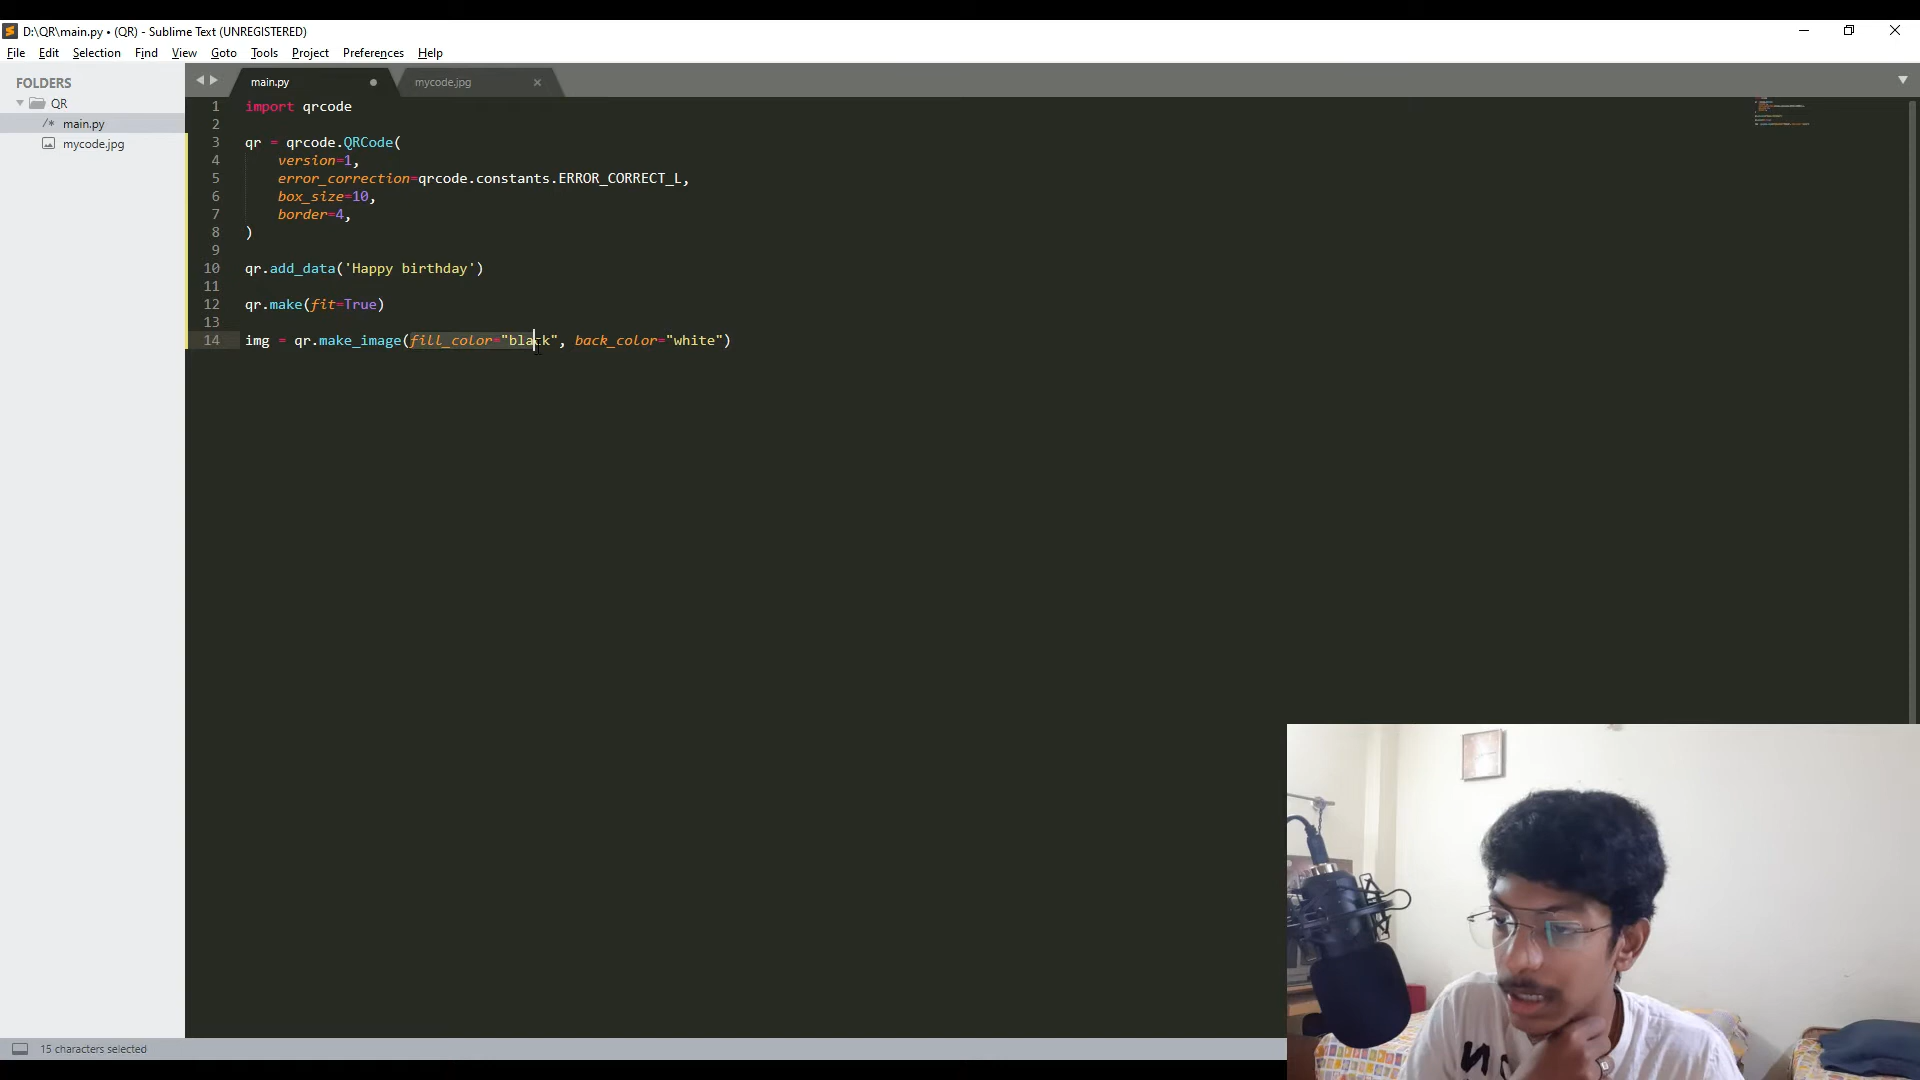 D:\QR\main.py • (QR) - Sublime Text (UNREGISTERED)
File Edit Selection Find View Goto Tools Project Preferences Help
FOLDERS
QR
/* main.py
mycode.jpg
main.py
mycode.jpg
1 import qrcode
2
3 qr = qrcode.QRCode(
4     version=1,
5     error_correction=qrcode.constants.ERROR_CORRECT_L,
6     box_size=10,
7     border=4,
8 )
9
10 qr.add_data('Happy birthday')
11
12 qr.make(fit=True)
13
14 img = qr.make_image(fill_color="black", back_color="white")
15 characters selected